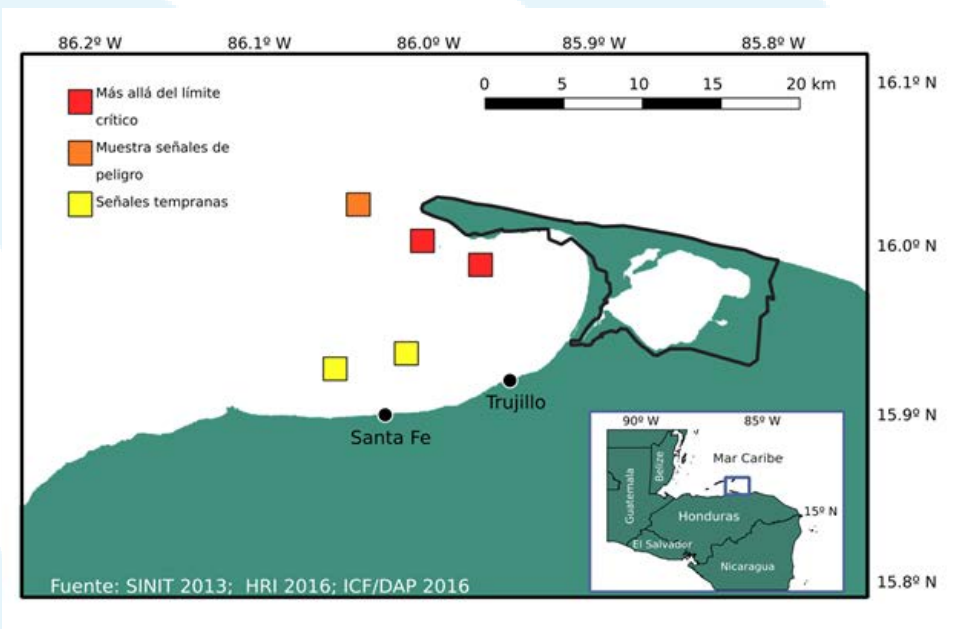 86.2º W 86.1º W 86.0º W 85.9º W 85.8º W
16.1º N
0 5 10 15 20 km
Más allá del límite
crítico
Muestra señales de
peligro
Señales tempranas
16.0º N
Trujillo
Santa Fe
15.9º N
90º W 85º W
Mar Caribe
Belize
Guatemala
15º N
Honduras
El Salvador
Nicaragua
Fuente: SINIT 2013; HRI 2016; ICF/DAP 2016
15.8º N